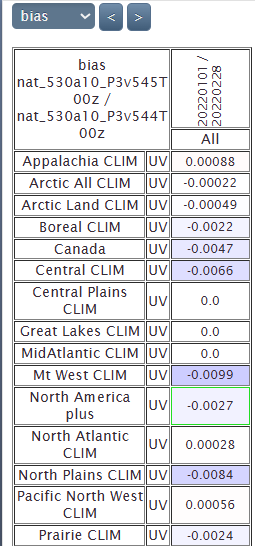 bias
< >
bias
nat_530a10_P3v545T
00z /
nat_530a10_P3v544T
00z
20220101 /
20220228
All
Appalachia CLIM UV 0.00088
Arctic All CLIM UV -0.00022
Arctic Land CLIM UV -0.00049
Boreal CLIM UV -0.0022
Canada UV -0.0047
Central CLIM UV -0.0066
Central Plains
CLIM UV 0.0
Great Lakes CLIM UV 0.0
MidAtlantic CLIM UV 0.0
Mt West CLIM UV -0.0099
North America
plus UV -0.0027
North Atlantic
CLIM UV 0.00028
North Plains CLIM UV -0.0084
Pacific North West
CLIM UV 0.00056
Prairie CLIM UV -0.0024